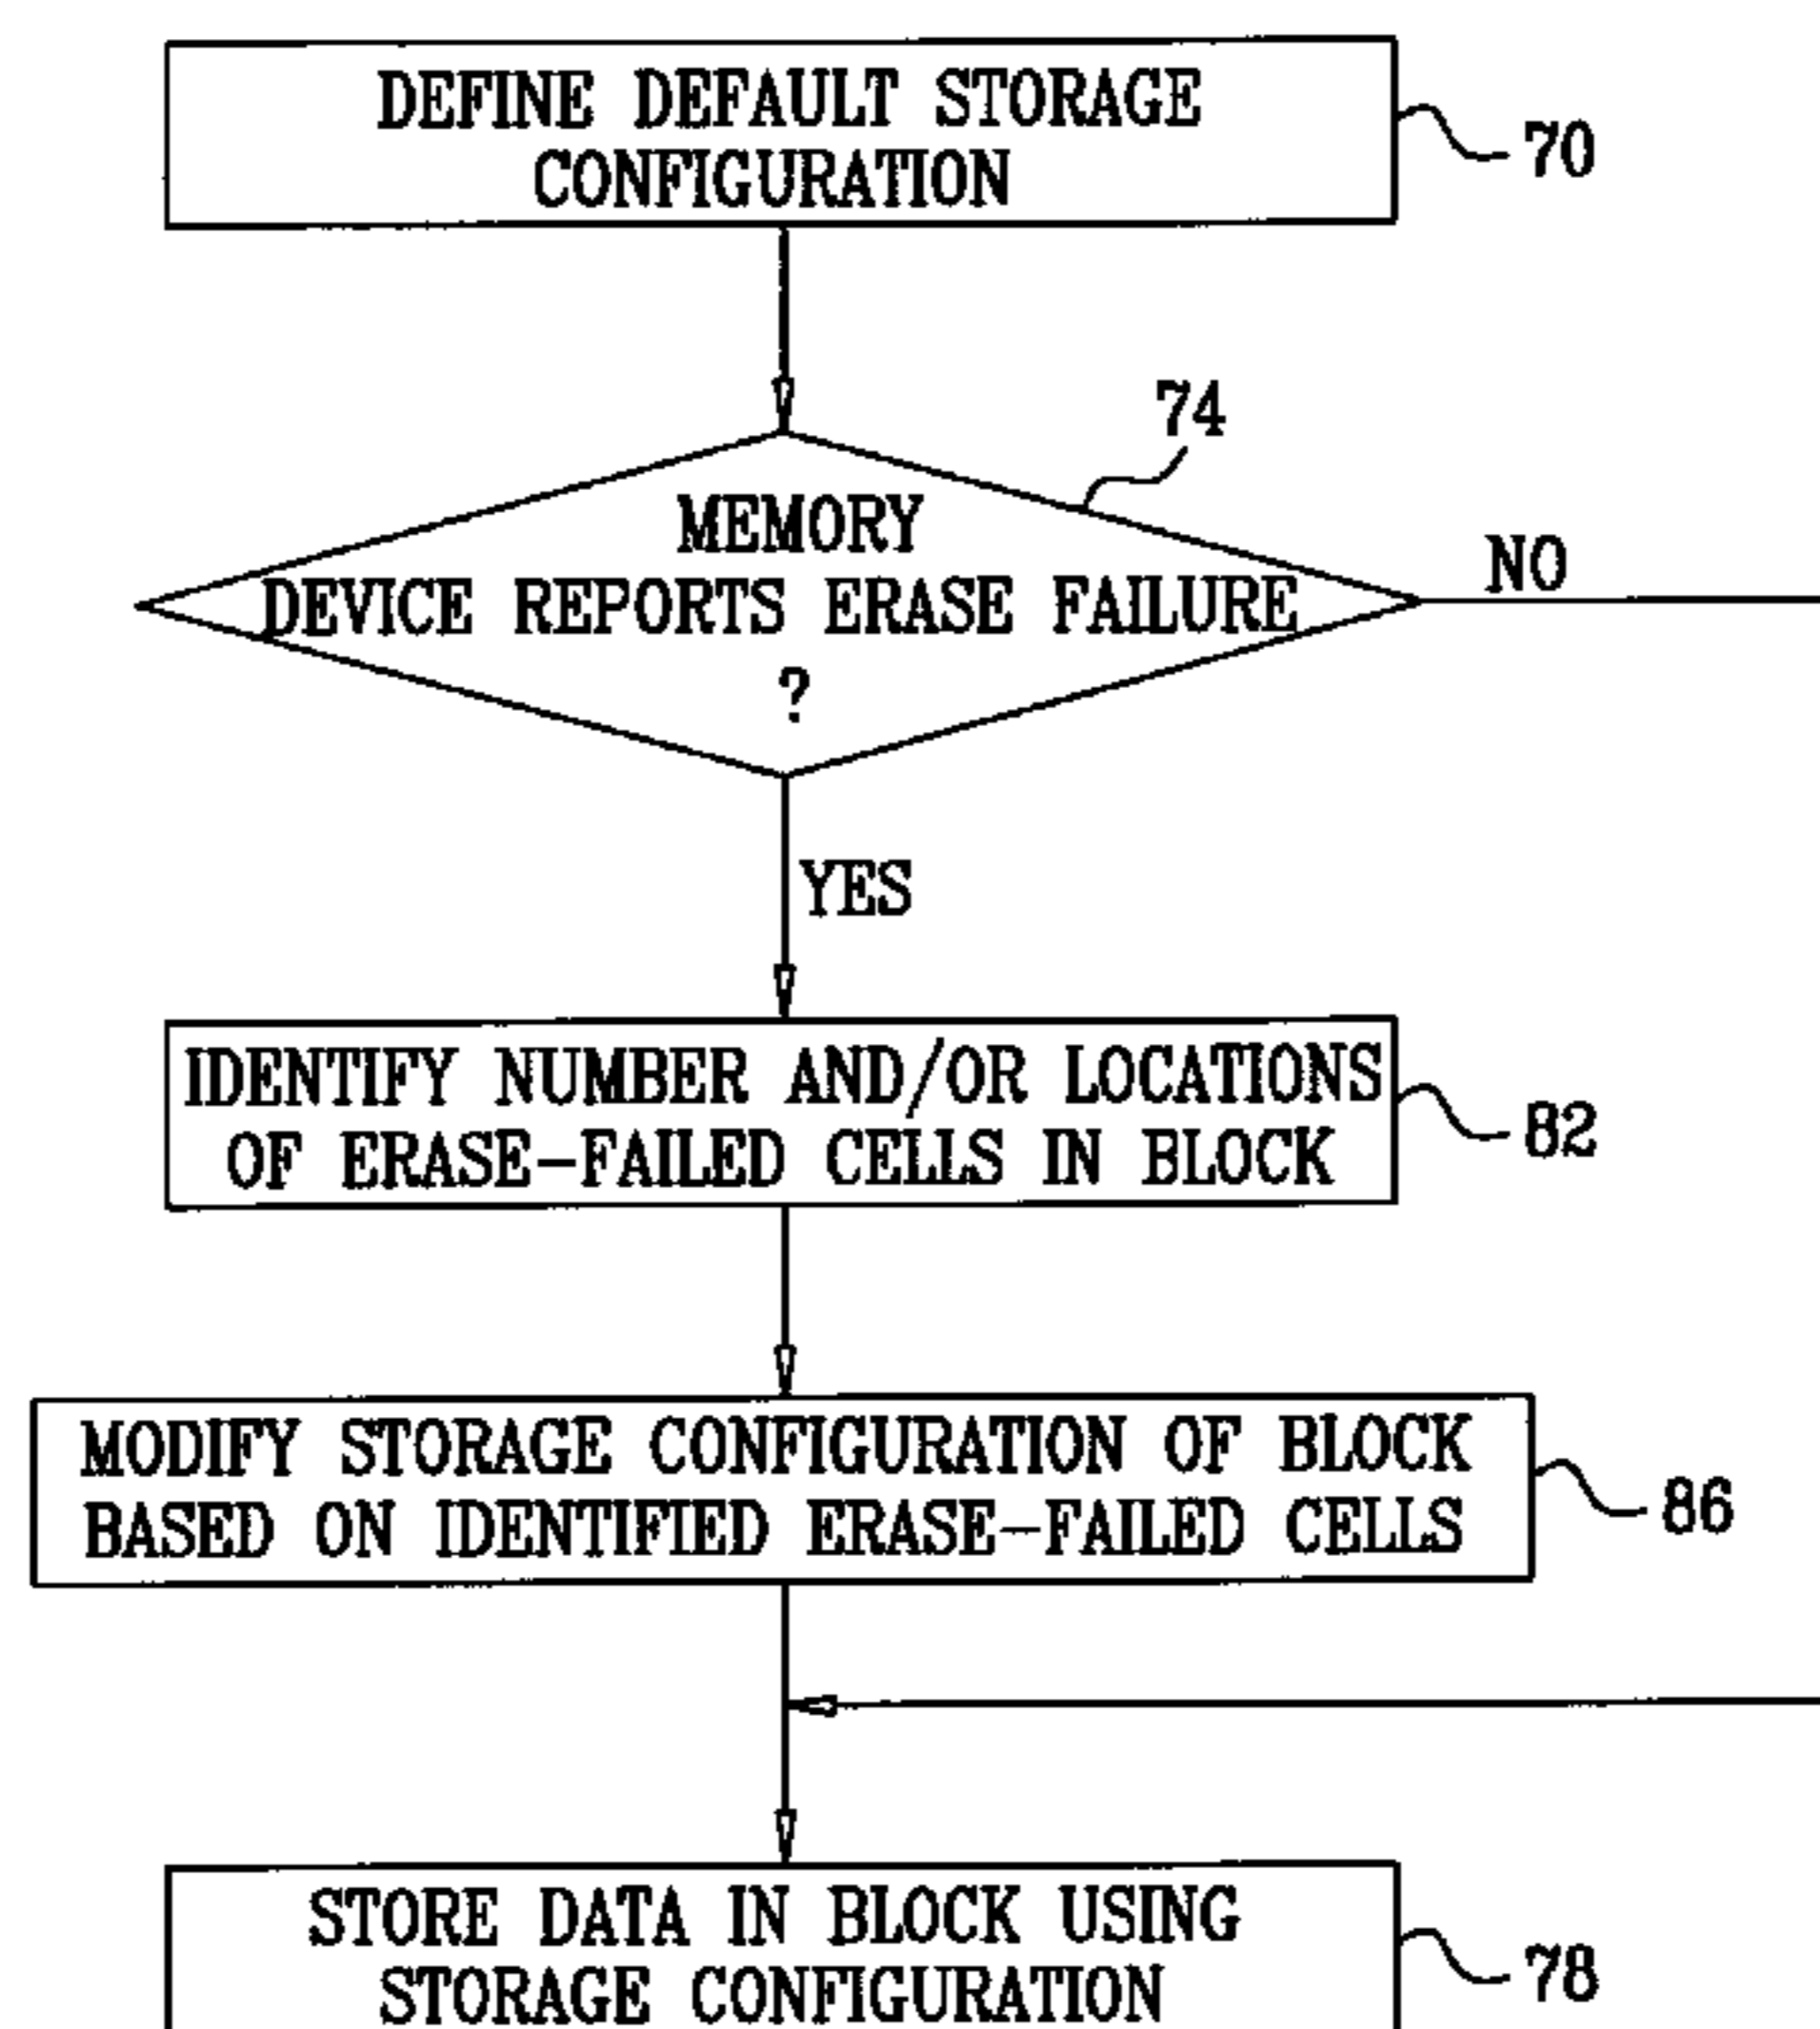 DEFINE DEFAULT STORAGE
CONFIGURATION
70
74
MEMORY
DEVICE REPORTS ERASE FAILURE
?
NO
YES
IDENTIFY NUMBER AND/OR LOCATIONS
OF ERASE-FAILED CELLS IN BLOCK
82
MODIFY STORAGE CONFIGURATION OF BLOCK
BASED ON IDENTIFIED ERASE-FAILED CELLS
86
STORE DATA IN BLOCK USING
STORAGE CONFIGURATION
78